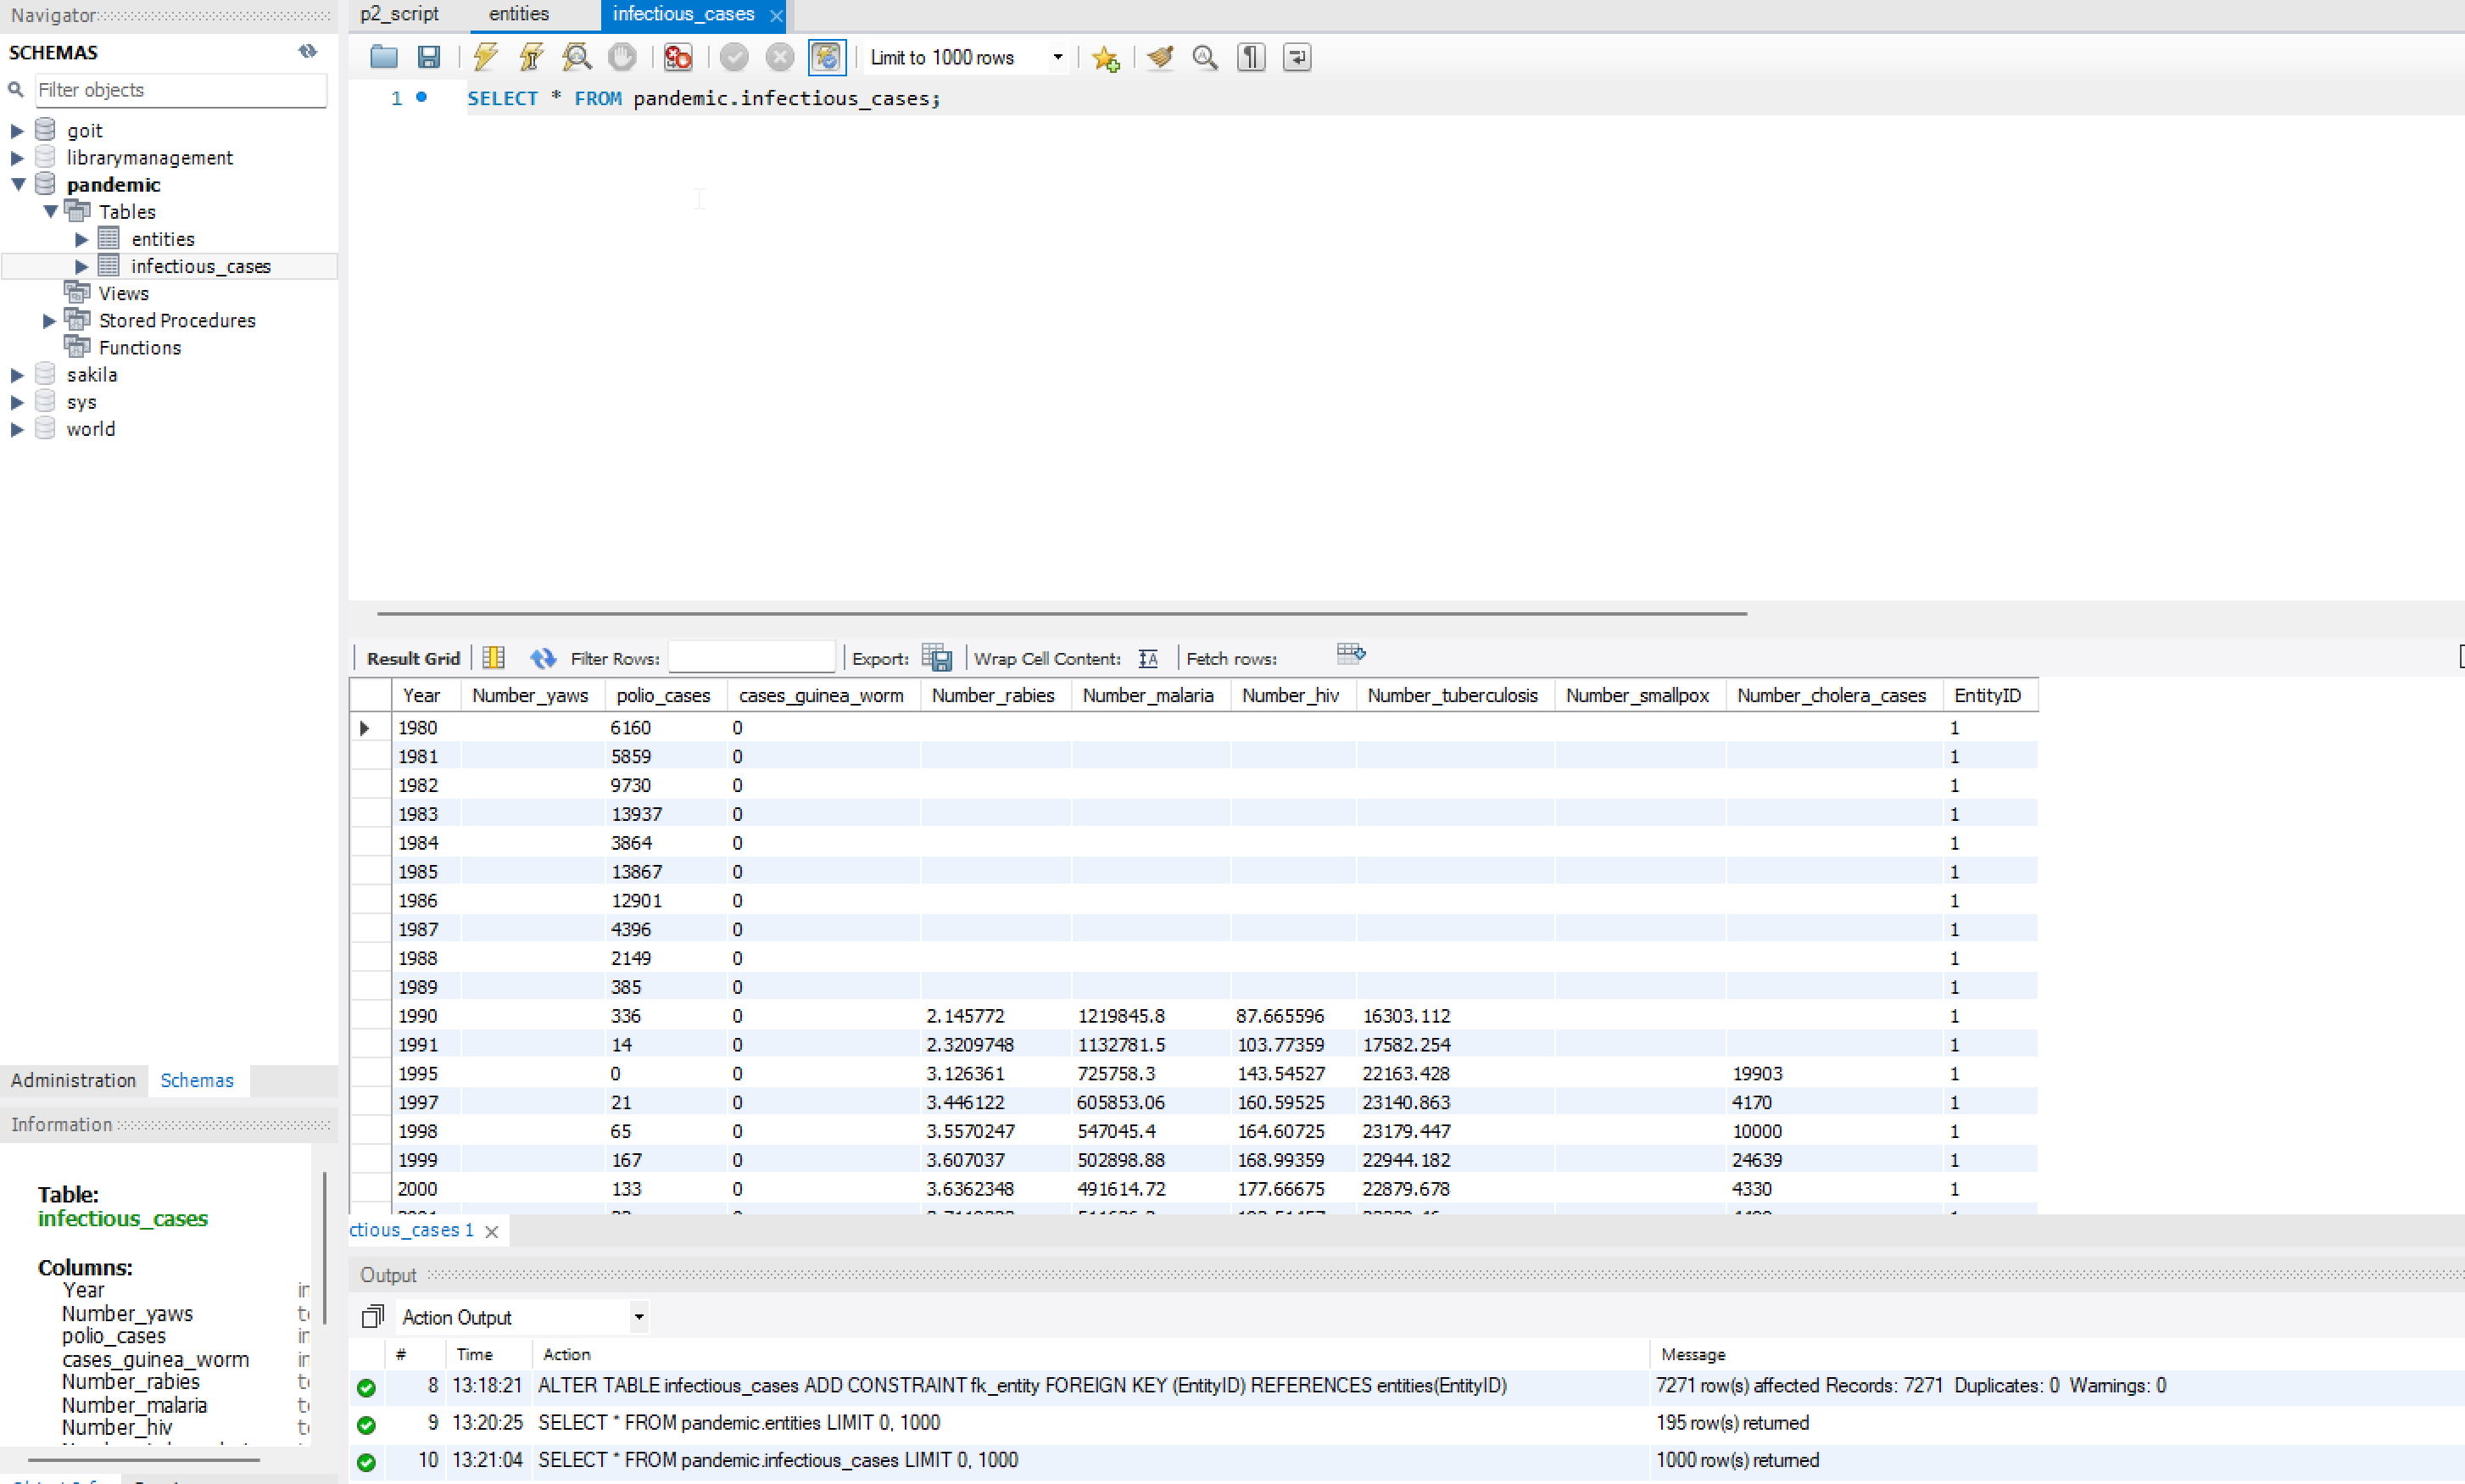 Navigator
SCHEMAS
Filter objects
goit
librarymanagement
pandemic
Tables
entities
infectious_cases
Views
Stored Procedures
Functions
sakila
sys
world
Administration Schemas
Information
Table:
infectious_cases
Columns:
Year
Number_yaws
polio_cases
cases_guinea_worm
Number_rabies
Number_malaria
Number_hiv
p2_script entities infectious_cases
Limit to 1000 rows
1 SELECT * FROM pandemic.infectious_cases;
Result Grid Filter Rows: Export: Wrap Cell Content: Fetch rows:
Year Number_yaws polio_cases cases_guinea_worm Number_rabies Number_malaria Number_hiv Number_tuberculosis Number_smallpox Number_cholera_cases EntityID
1980 6160 0 1
1981 5859 0 1
1982 9730 0 1
1983 13937 0 1
1984 3864 0 1
1985 13867 0 1
1986 12901 0 1
1987 4396 0 1
1988 2149 0 1
1989 385 0 1
1990 336 0 2.145772 1219845.8 87.665596 16303.112 1
1991 14 0 2.3209748 1132781.5 103.77359 17582.254 1
1995 0 0 3.126361 725758.3 143.54527 22163.428 19903 1
1997 21 0 3.446122 605853.06 160.59525 23140.863 4170 1
1998 65 0 3.5570247 547045.4 164.60725 23179.447 10000 1
1999 167 0 3.607037 502898.88 168.99359 22944.182 24639 1
2000 133 0 3.6362348 491614.72 177.66675 22879.678 4330 1
ctious_cases 1
Output
Action Output
# Time Action Message
8 13:18:21 ALTER TABLE infectious_cases ADD CONSTRAINT fk_entity FOREIGN KEY (EntityID) REFERENCES entities(EntityID) 7271 row(s) affected Records: 7271 Duplicates: 0 Warnings: 0
9 13:20:25 SELECT * FROM pandemic.entities LIMIT 0, 1000 195 row(s) returned
10 13:21:04 SELECT * FROM pandemic.infectious_cases LIMIT 0, 1000 1000 row(s) returned